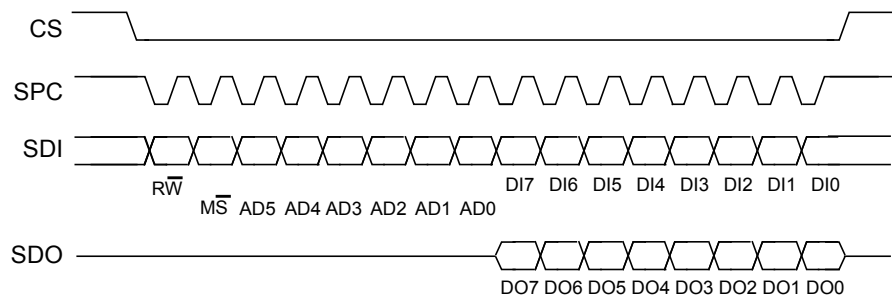 CS
SPC
SDI
RW̅
MS̅ AD5 AD4 AD3 AD2 AD1 AD0
DI7 DI6 DI5 DI4 DI3 DI2 DI1 DI0
SDO
DO7 DO6 DO5 DO4 DO3 DO2 DO1 DO0